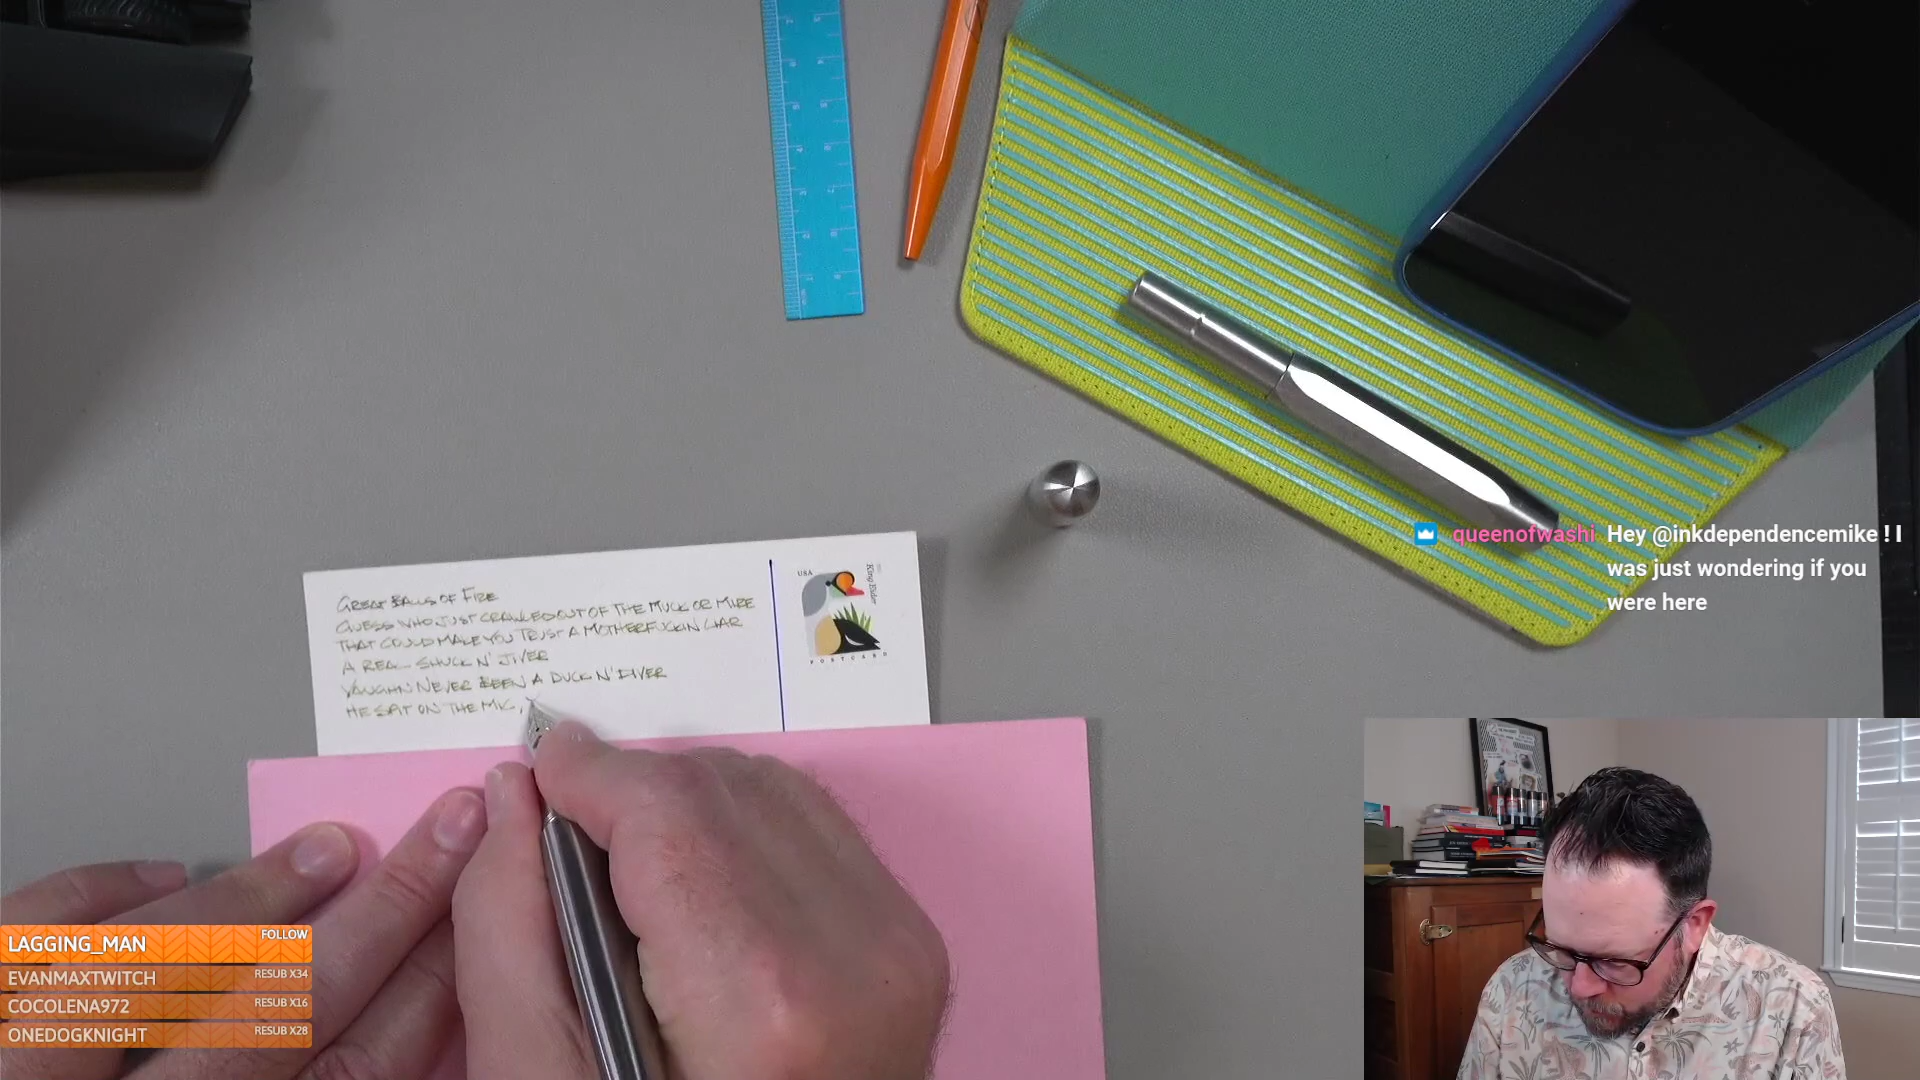 GREAT BALLS OF FIRE
GUESS WHO JUST CRAWLED OUT OF THE MUCK OR MIRE
THAT COULD MAKE YOU TRUST A MOTHERFUCKIN LIAR
A REAL SHUCK N' JIVER
VAUGHN NEVER BEEN A DUCK N' DIVER
HE SPIT ON THE MIC,
USA
King Eider
POSTCARD
queenofwashi Hey @inkdependencemike ! I
was just wondering if you
were here
LAGGING_MAN FOLLOW
EVANMAXTWITCH RESUB X34
COCOLENA972 RESUB X16
ONEDOGKNIGHT RESUB X28